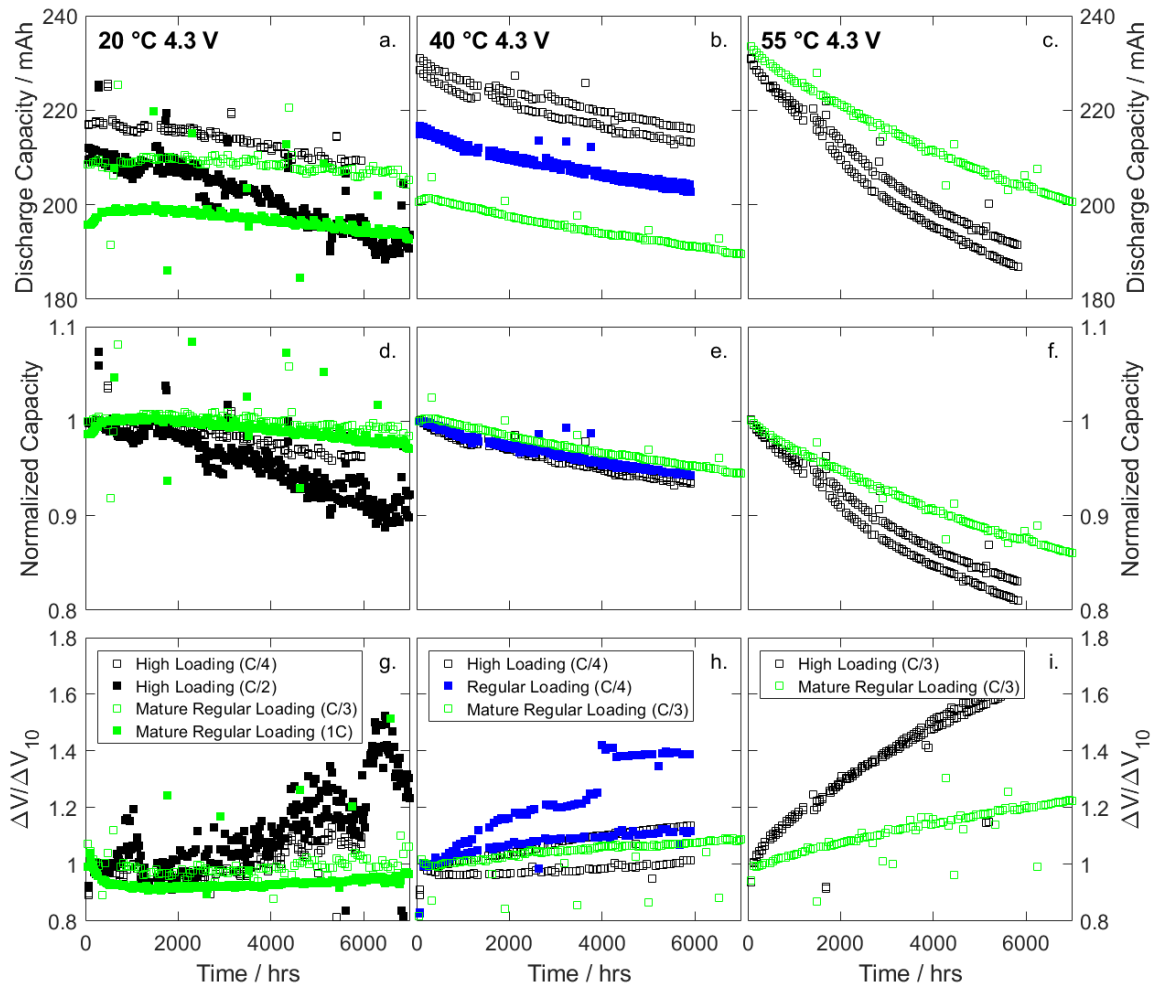 20 °C 4.3 V
a.
40 °C 4.3 V
b.
55 °C 4.3 V
c.
240
220
200
180
Discharge Capacity / mAh
240
220
200
180
Discharge Capacity / mAh
d.
e.
f.
1.1
1
0.9
0.8
Normalized Capacity
1.1
1
0.9
0.8
Normalized Capacity
g.
High Loading (C/4)
High Loading (C/2)
Mature Regular Loading (C/3)
Mature Regular Loading (1C)
h.
High Loading (C/4)
Regular Loading (C/4)
Mature Regular Loading (C/3)
i.
High Loading (C/3)
Mature Regular Loading (C/3)
1.8
1.6
1.4
1.2
1.0
0.8
ΔV/ΔV10
1.8
1.6
1.4
1.2
1.0
0.8
ΔV/ΔV10
0 2000 4000 6000
0 2000 4000 6000
0 2000 4000 6000
Time / hrs
Time / hrs
Time / hrs